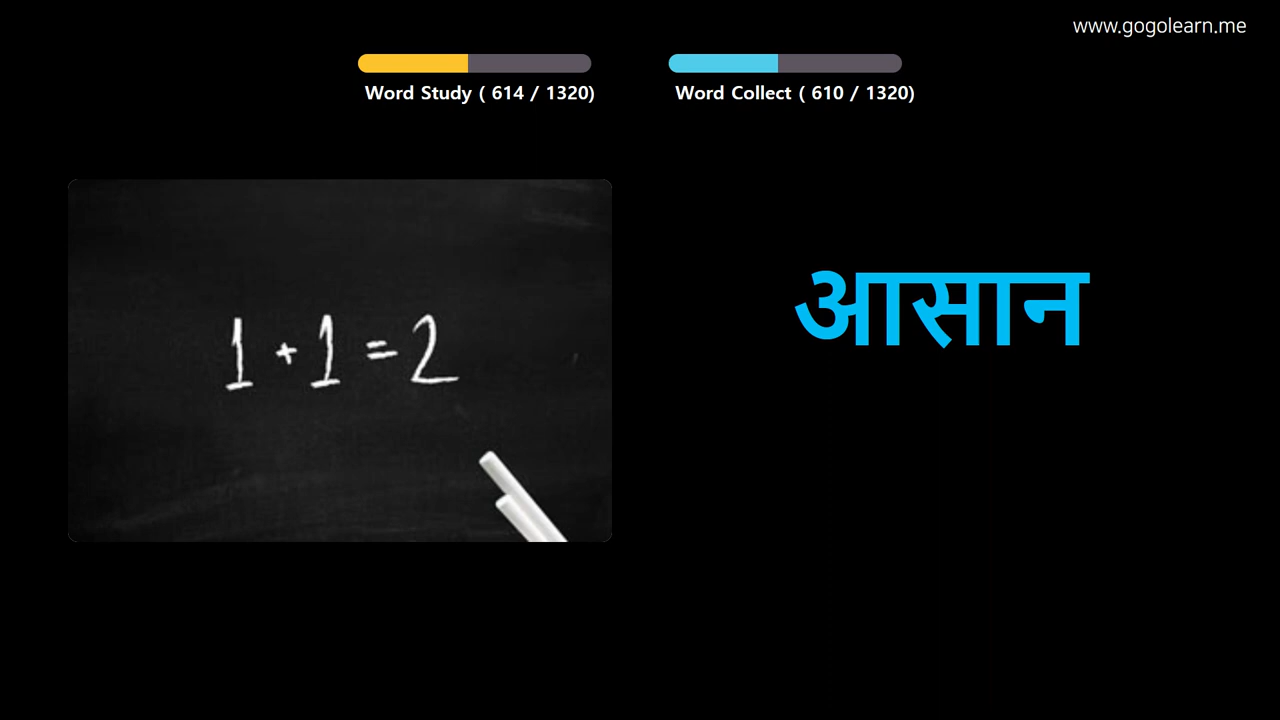 www.gogolearn.me
Word Study ( 614 / 1320)
Word Collect ( 610 / 1320)
1 + 1 = 2
आसान